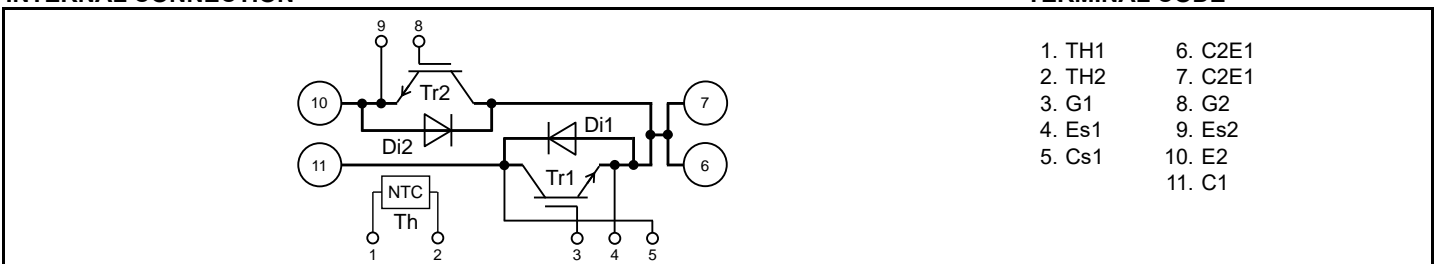 INTERNAL CONNECTION
TERMINAL CODE
9 8
10
Tr2
7
Di2
Di1
11
Tr1
6
NTC
Th
1 2 3 4 5
1. TH1 6. C2E1
2. TH2 7. C2E1
3. G1 8. G2
4. Es1 9. Es2
5. Cs1 10. E2
11. C1